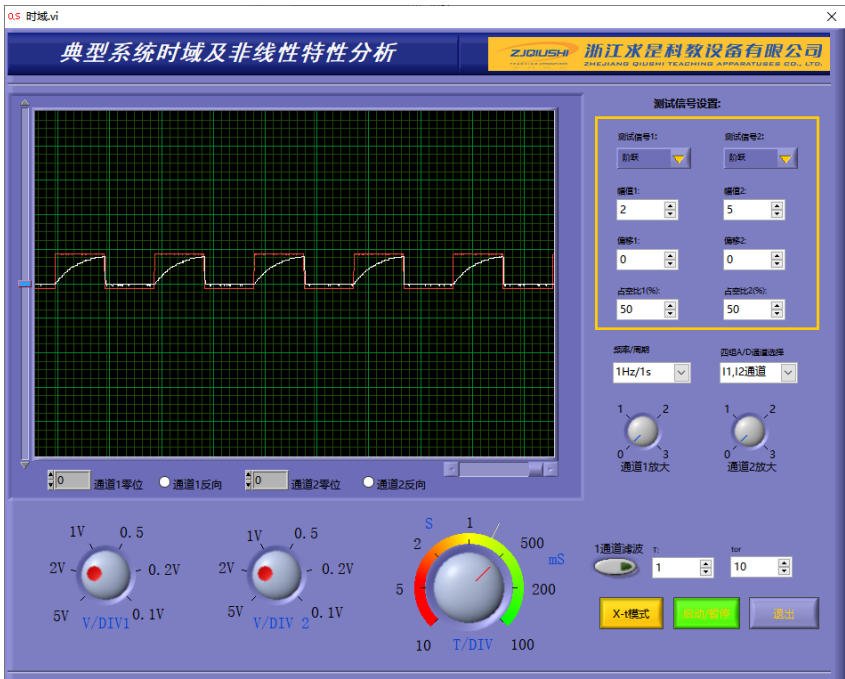 时域.vi
典型系统时域及非线性特性分析
ZJQIUSHI 浙江求是科教设备有限公司
ZHEJIANG QIUSHI TEACHING APPARATUSES CO., LTD.
测试信号设置:
测试信号1: 测试信号2:
阶跃 阶跃
幅值1: 幅值2:
2 5
偏移1: 偏移2:
0 0
占空比1(%): 占空比2(%):
50 50
频率/周期 四组A/D通道选择
1Hz/1s I1,I2通道
1 2 1 2
0 3 0 3
通道1放大 通道2放大
0 通道1零位 通道1反向 0 通道2零位 通道2反向
1V 0.5 1V 0.5 S 1
2V 0.2V 2V 0.2V 2 500 mS
5V 0.1V 5V 0.1V 5 200
V/DIV1 V/DIV 2 10 T/DIV 100
1通道滤波 T: tor
1 10
X-t模式 启动/暂停 退出